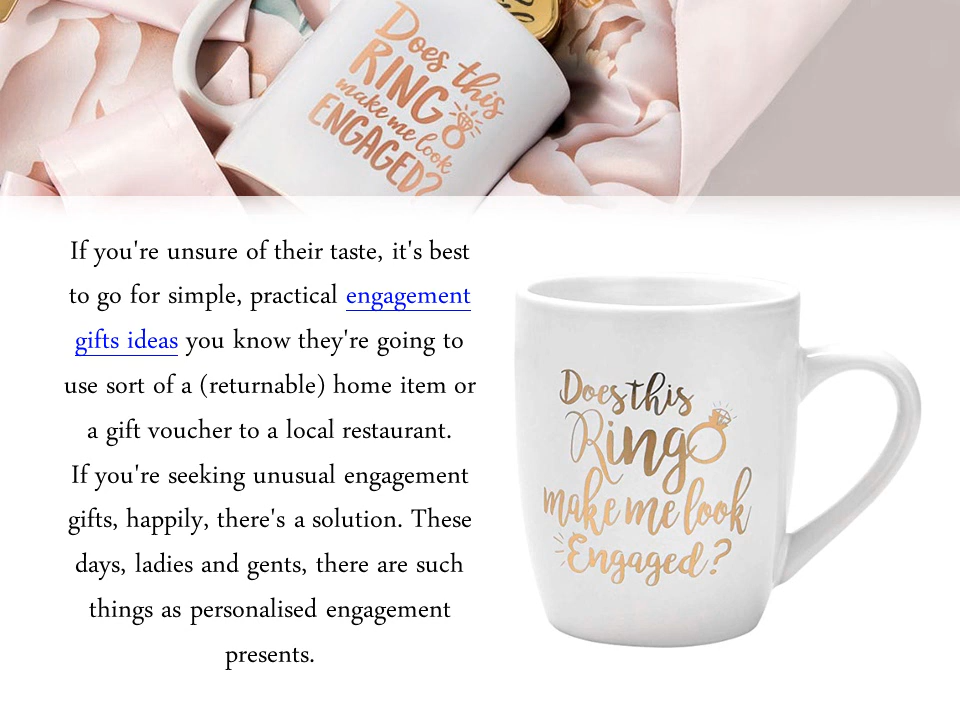 Does this
RING
make me look
ENGAGED?
If you're unsure of their taste, it's best
to go for simple, practical engagement
gifts ideas you know they're going to
use sort of a (returnable) home item or
a gift voucher to a local restaurant.
If you're seeking unusual engagement
gifts, happily, there's a solution. These
days, ladies and gents, there are such
things as personalised engagement
presents.
Does this
Ring
make me look
Engaged?